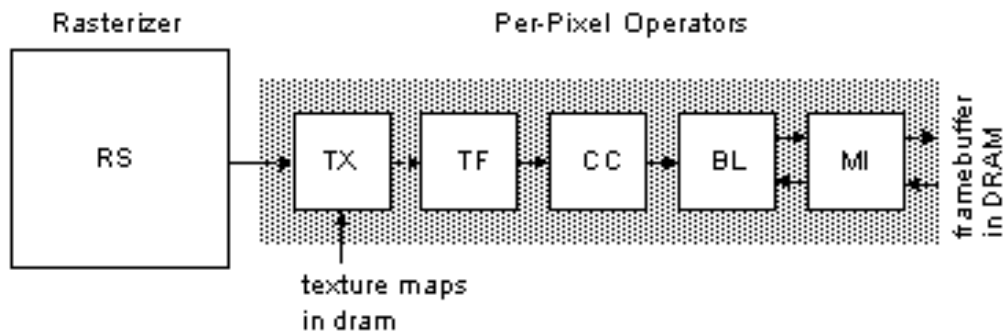 Rasterizer
Per-Pixel Operators
RS
TX
TF
CC
BL
MI
framebuffer
in DRAM
texture maps
in dram